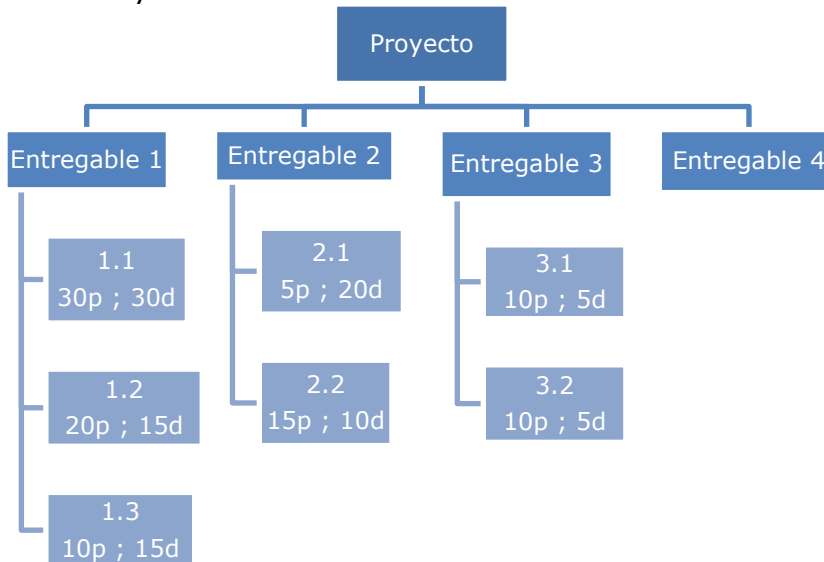 Proyecto
Entregable 1
Entregable 2
Entregable 3
Entregable 4
1.1
30p ; 30d
1.2
20p ; 15d
1.3
10p ; 15d
2.1
5p ; 20d
2.2
15p ; 10d
3.1
10p ; 5d
3.2
10p ; 5d